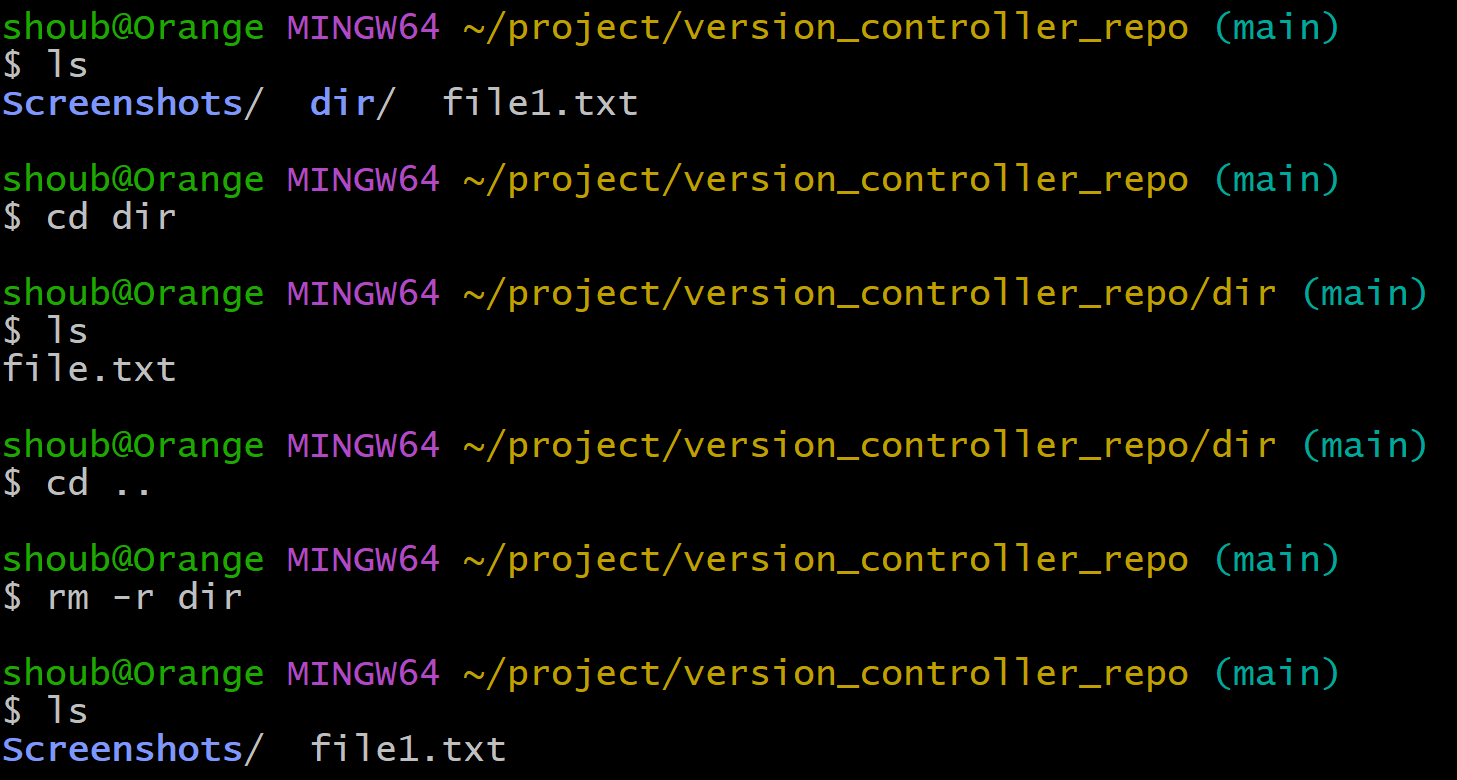 shoub@Orange MINGW64 ~/project/version_controller_repo (main)
$ ls
Screenshots/  dir/  file1.txt
shoub@Orange MINGW64 ~/project/version_controller_repo (main)
$ cd dir
shoub@Orange MINGW64 ~/project/version_controller_repo/dir (main)
$ ls
file.txt
shoub@Orange MINGW64 ~/project/version_controller_repo/dir (main)
$ cd ..
shoub@Orange MINGW64 ~/project/version_controller_repo (main)
$ rm -r dir
shoub@Orange MINGW64 ~/project/version_controller_repo (main)
$ ls
Screenshots/  file1.txt